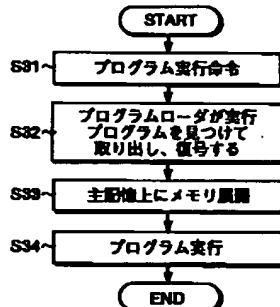 START
S31
プログラム実行命令
S32
プログラムローダが実行
プログラムを見つけて
取り出し、復号する
S33
主記憶上にメモリ展開
S34
プログラム実行
END